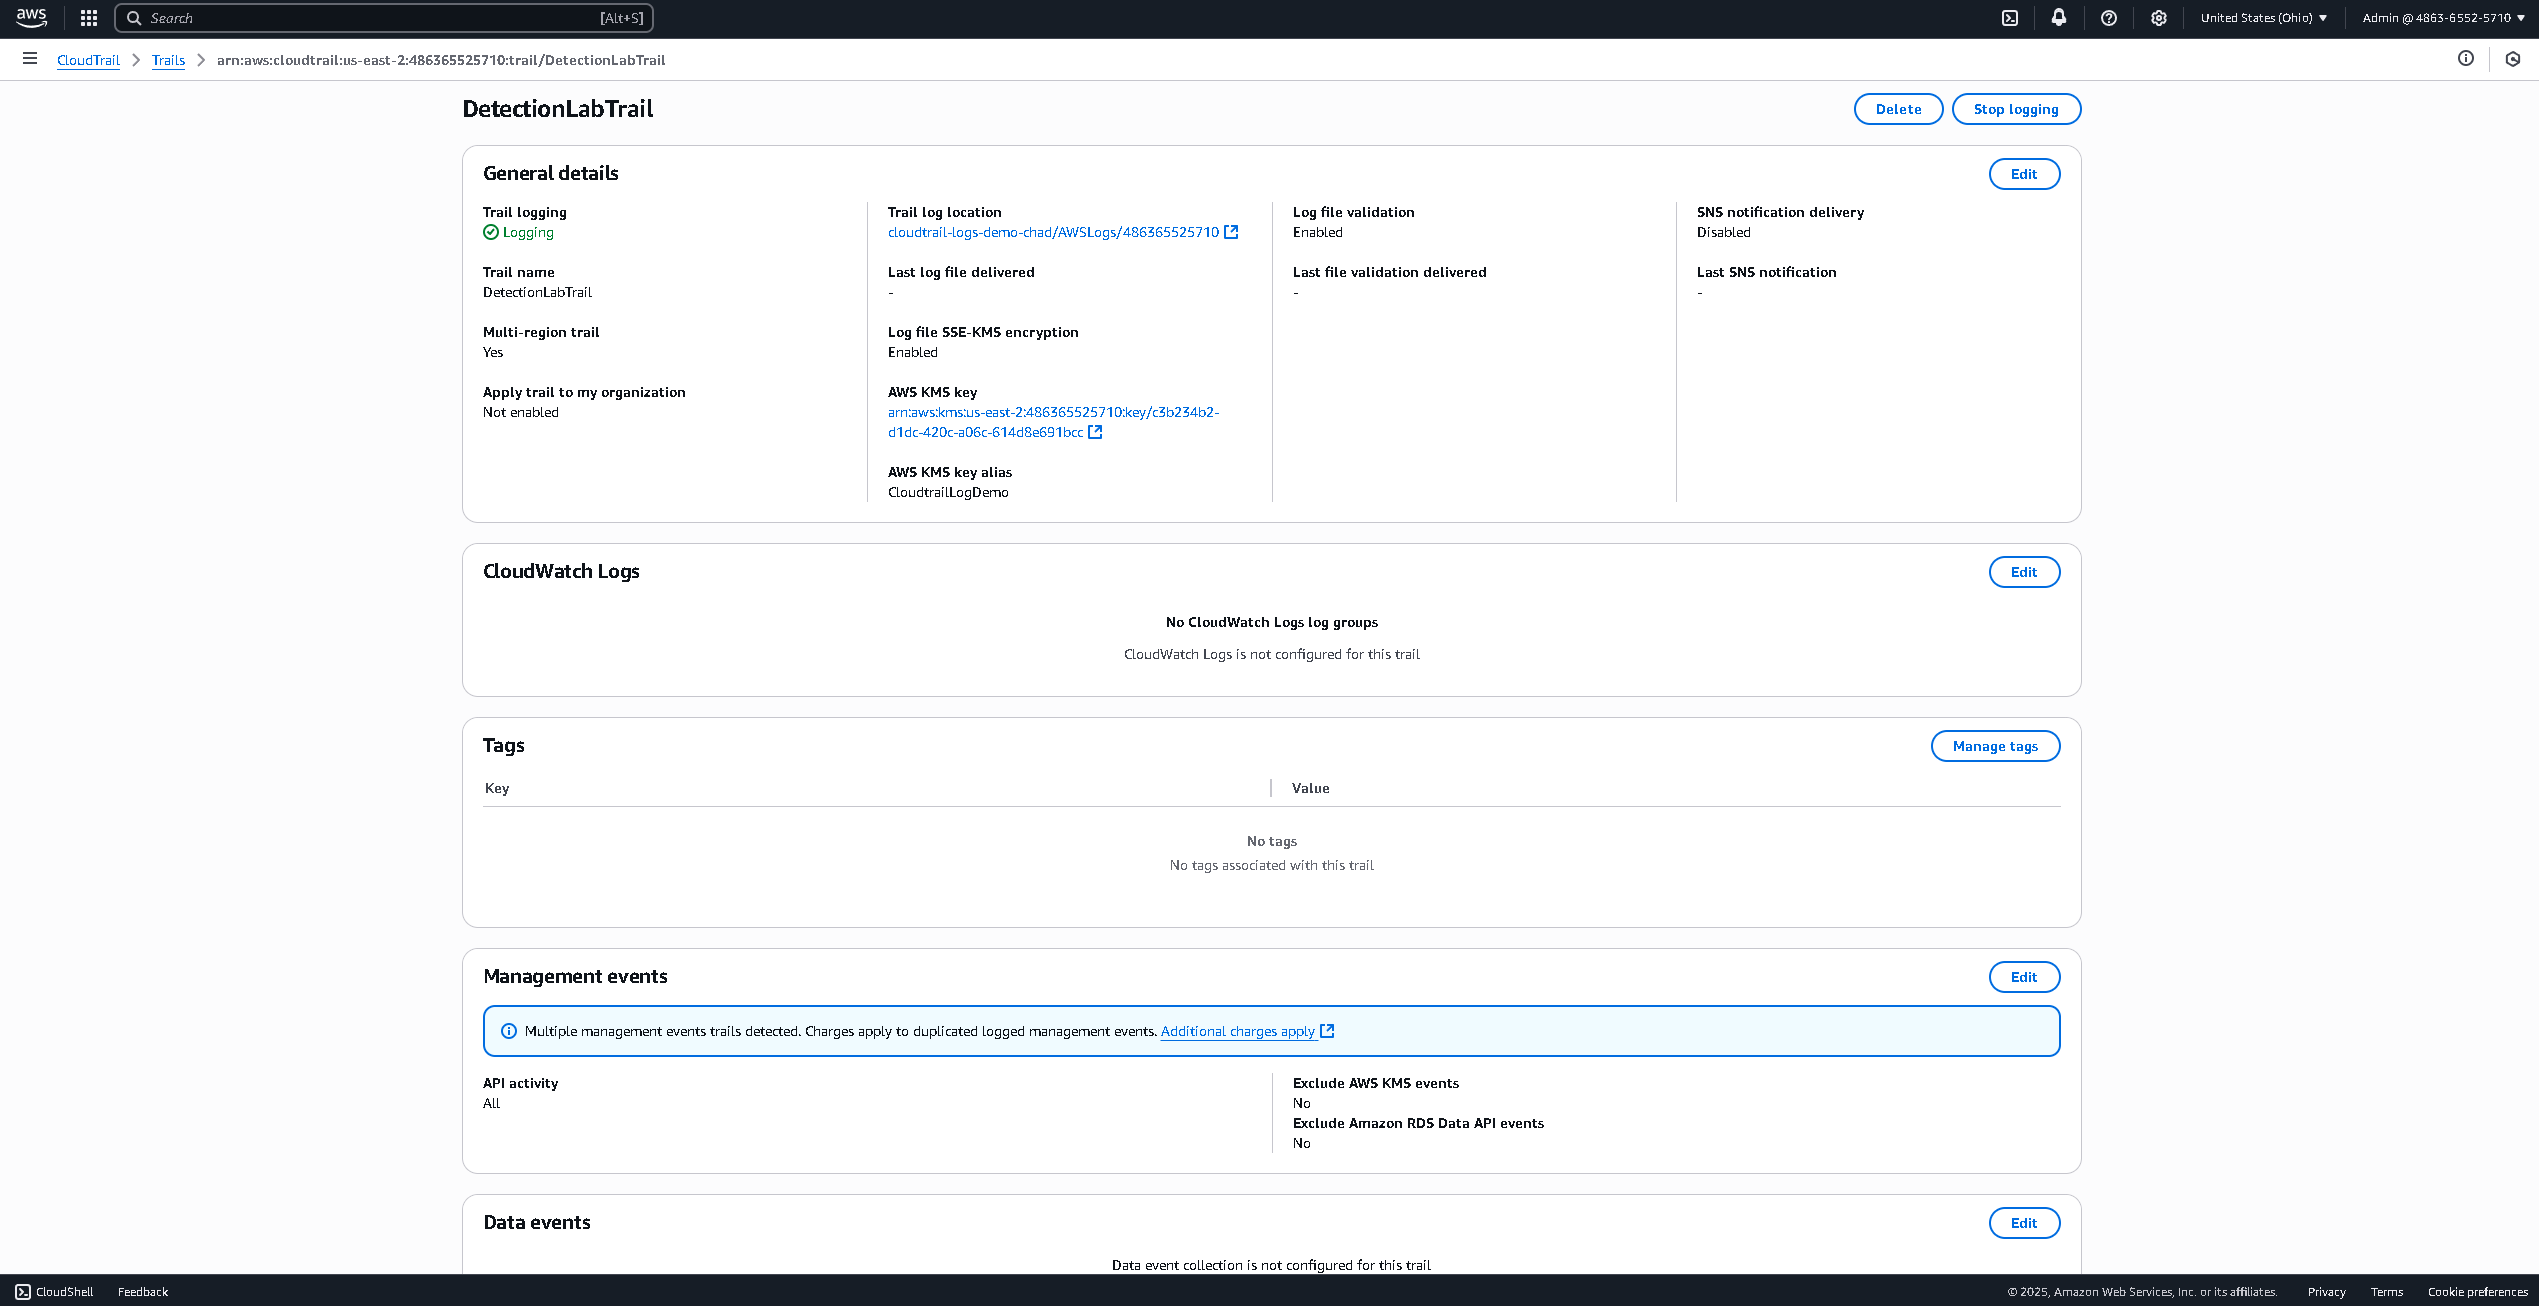 aws
Search [Alt+S]
United States (Ohio)
Admin @ 4863-6552-5710
CloudTrail
Trails
arn:aws:cloudtrail:us-east-2:486365525710:trail/DetectionLabTrail
DetectionLabTrail
Delete
Stop logging
General details
Edit
Trail logging
Logging
Trail name
DetectionLabTrail
Multi-region trail
Yes
Apply trail to my organization
Not enabled
Trail log location
cloudtrail-logs-demo-chad/AWSLogs/486365525710
Last log file delivered
-
Log file SSE-KMS encryption
Enabled
AWS KMS key
arn:aws:kms:us-east-2:486365525710:key/c3b234b2-
d1dc-420c-a06c-614d8e691bcc
AWS KMS key alias
CloudtrailLogDemo
Log file validation
Enabled
Last file validation delivered
-
SNS notification delivery
Disabled
Last SNS notification
-
CloudWatch Logs
Edit
No CloudWatch Logs log groups
CloudWatch Logs is not configured for this trail
Tags
Manage tags
Key
Value
No tags
No tags associated with this trail
Management events
Edit
Multiple management events trails detected. Charges apply to duplicated logged management events. Additional charges apply
API activity
All
Exclude AWS KMS events
No
Exclude Amazon RDS Data API events
No
Data events
Edit
Data event collection is not configured for this trail
CloudShell
Feedback
© 2025, Amazon Web Services, Inc. or its affiliates.
Privacy
Terms
Cookie preferences